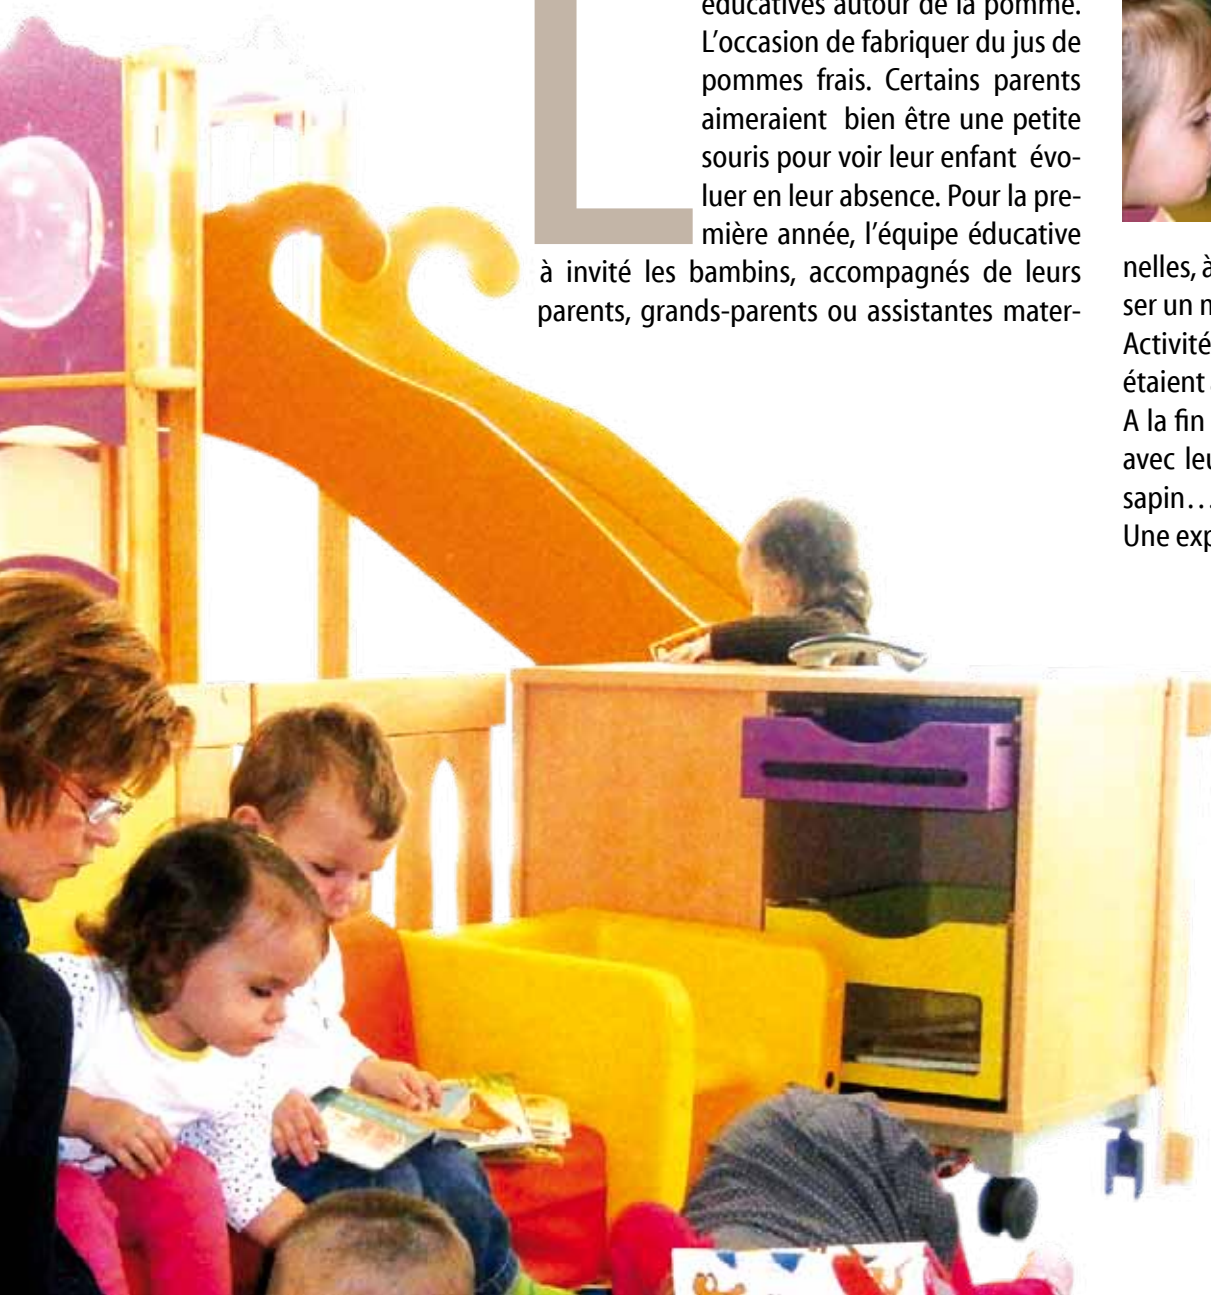 L
éducatives autour de la pomme.
L'occasion de fabriquer du jus de
pommes frais. Certains parents
aimeraient bien être une petite
souris pour voir leur enfant évo-
luer en leur absence. Pour la pre-
mière année, l'équipe éducative
à invité les bambins, accompagnés de leurs
parents, grands-parents ou assistantes mater-
nelles, à
ser un
Activité
étaient
A la fin
avec
sapin…
Une